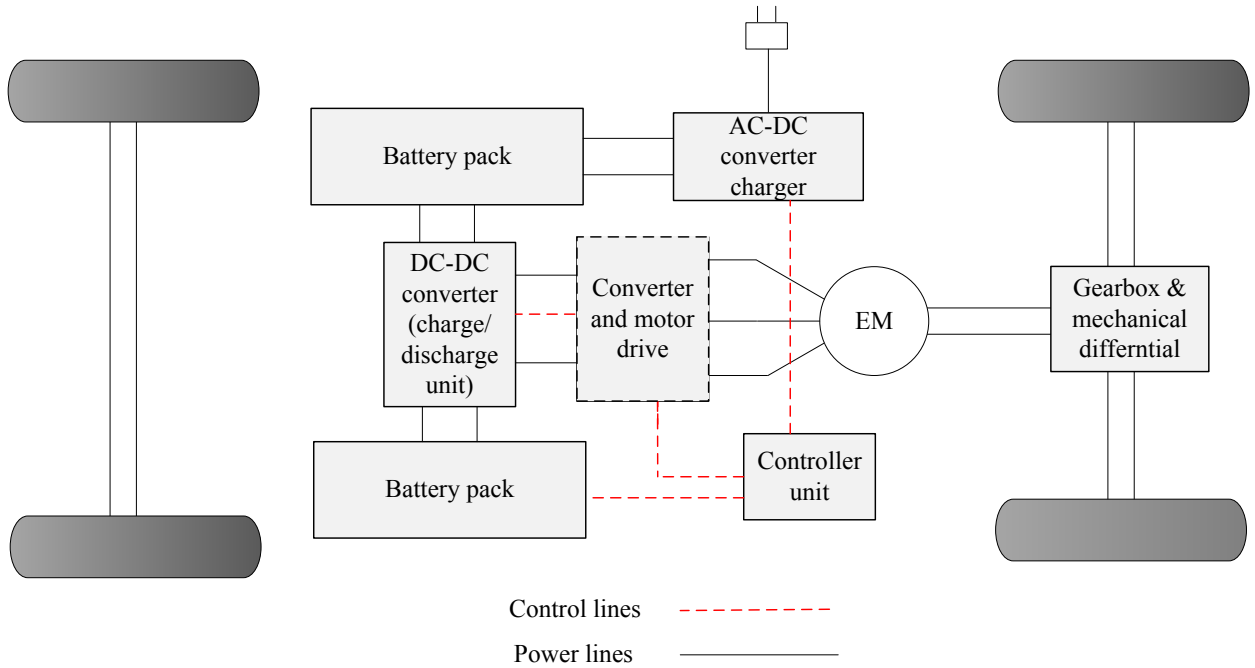 AC-DC
converter
charger
Battery pack
DC-DC
converter
(charge/
discharge
unit)
Converter
and motor
drive
EM
Gearbox &
mechanical
differntial
Battery pack
Controller
unit
Control lines
Power lines